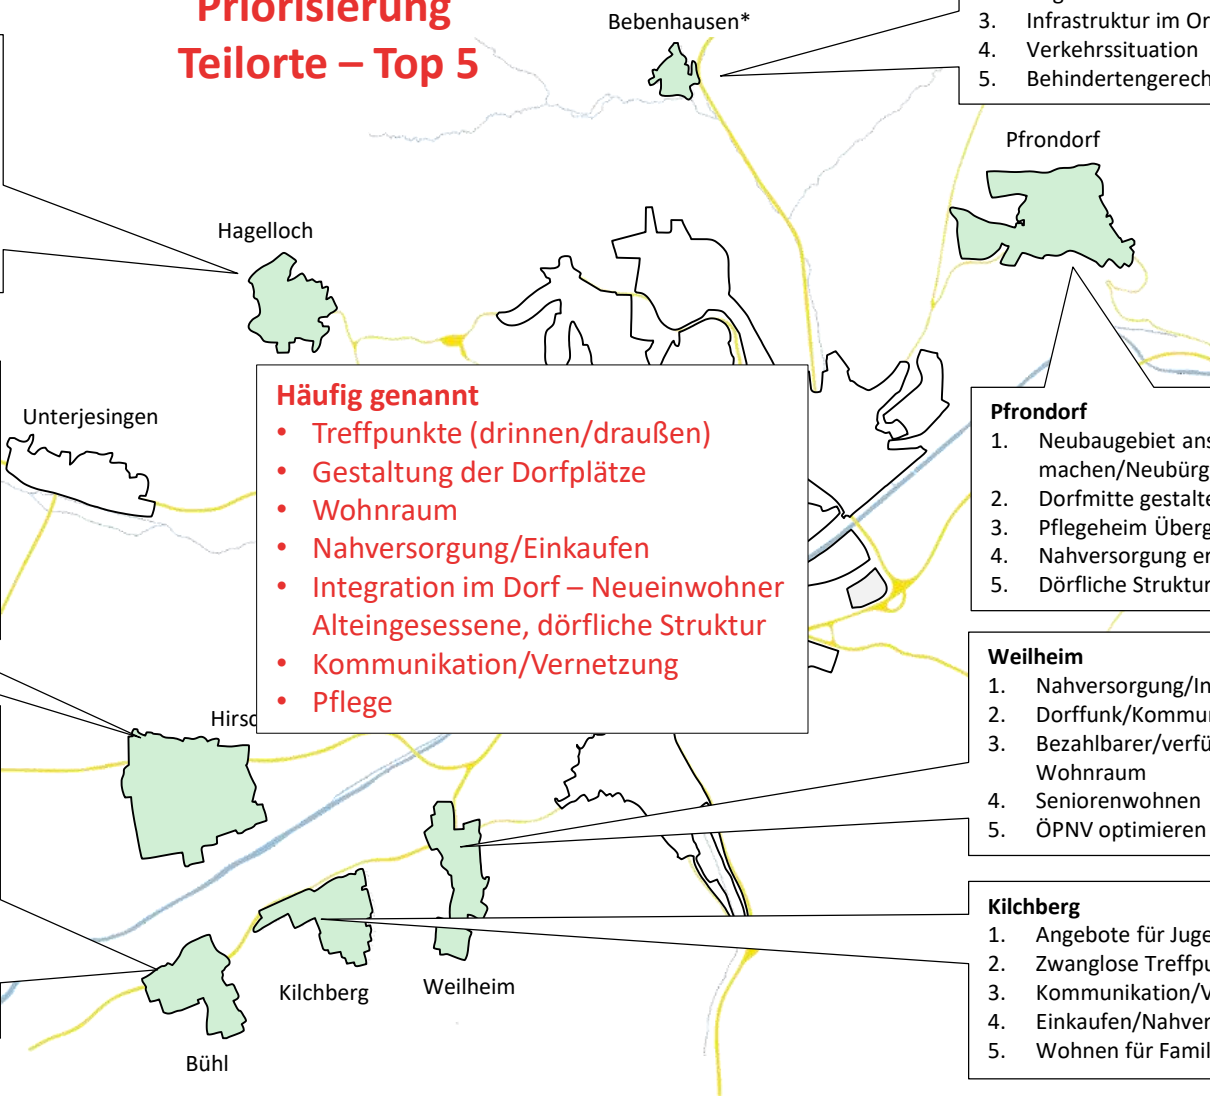 Priorisierung
Teilorte – Top 5
Bebenhausen*
3. Infrastruktur im Or
4. Verkehrssituation
5. Behindertengerech
Pfrondorf
Hagelloch
Unterjesingen
Häufig genannt
• Treffpunkte (drinnen/draußen)
• Gestaltung der Dorfplätze
• Wohnraum
• Nahversorgung/Einkaufen
• Integration im Dorf – Neueinwohner
Alteingesessene, dörfliche Struktur
• Kommunikation/Vernetzung
• Pflege
Pfrondorf
1. Neubaugebiet ans
machen/Neubürg
2. Dorfmitte gestalte
3. Pflegeheim Überg
4. Nahversorgung er
5. Dörfliche Struktur
Weilheim
1. Nahversorgung/In
2. Dorffunk/Kommu
3. Bezahlbarer/verfü
Wohnraum
4. Seniorenwohnen
5. ÖPNV optimieren
Hirsc
Kilchberg
1. Angebote für Juge
2. Zwanglose Treffpu
3. Kommunikation/V
4. Einkaufen/Nahver
5. Wohnen für Famil
Kilchberg
Weilheim
Bühl